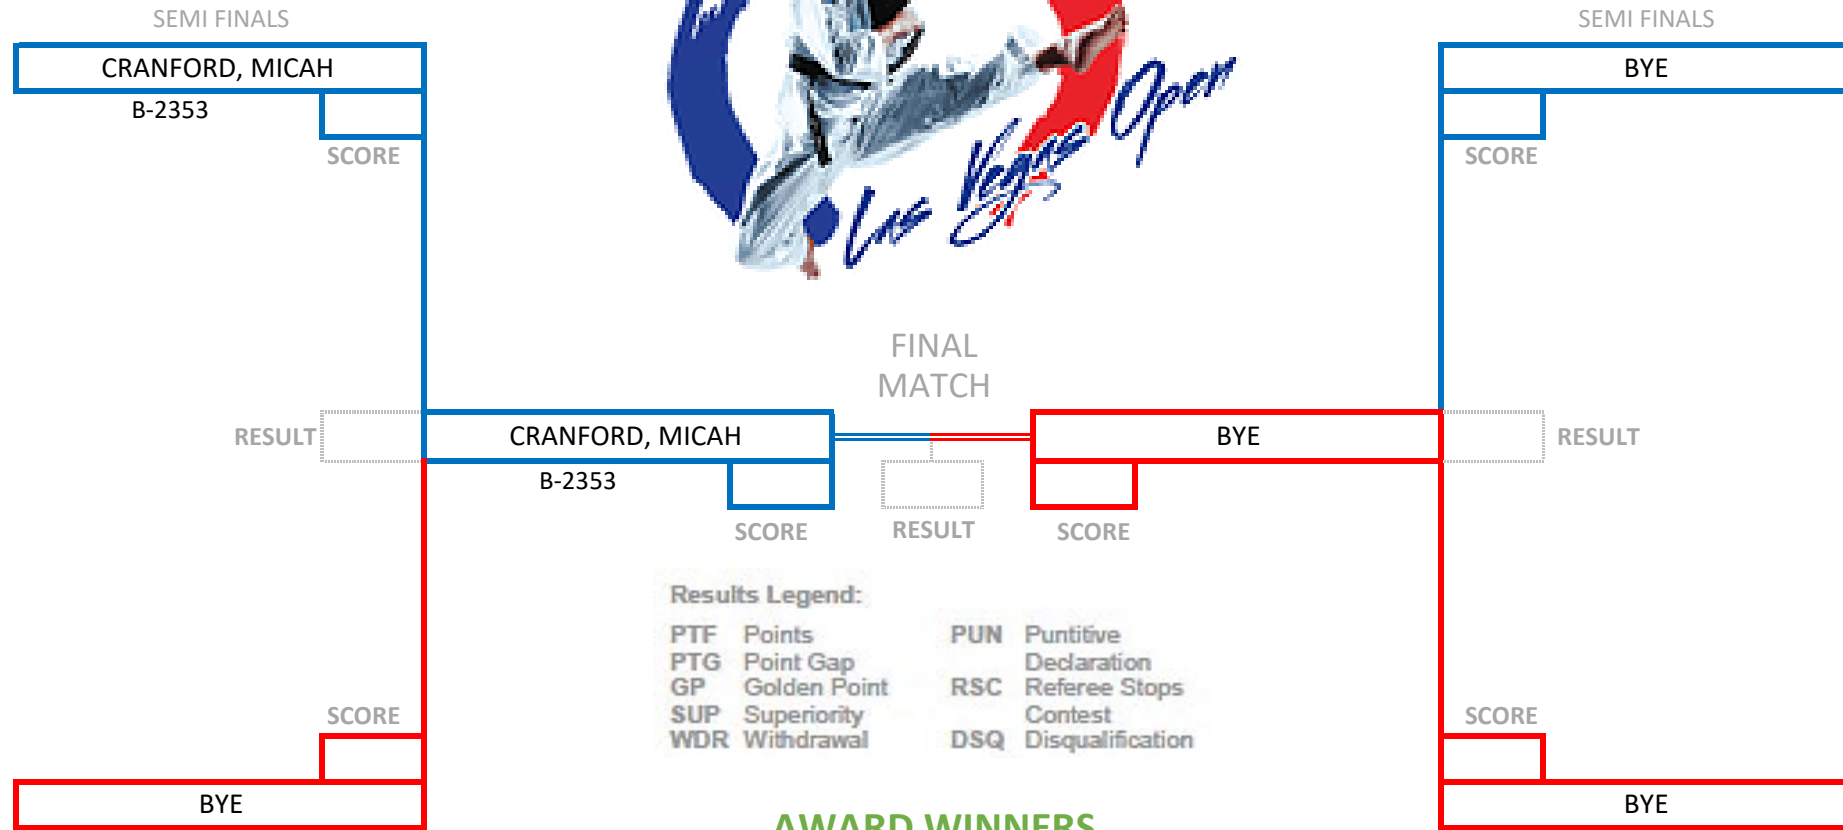 SEMI FINALS
SEMI FINALS
CRANFORD, MICAH
BYE
B-2353
SCORE
SCORE
Las Vegas Open
FINAL
MATCH
RESULT
CRANFORD, MICAH
BYE
RESULT
B-2353
SCORE
RESULT
SCORE
Results Legend:
PTF Points
PTG Point Gap
GP Golden Point
SUP Superiority
WDR Withdrawal
PUN Puntitive
Declaration
RSC Referee Stops
Contest
DSQ Disqualification
SCORE
SCORE
BYE
BYE
AWARD WINNERS